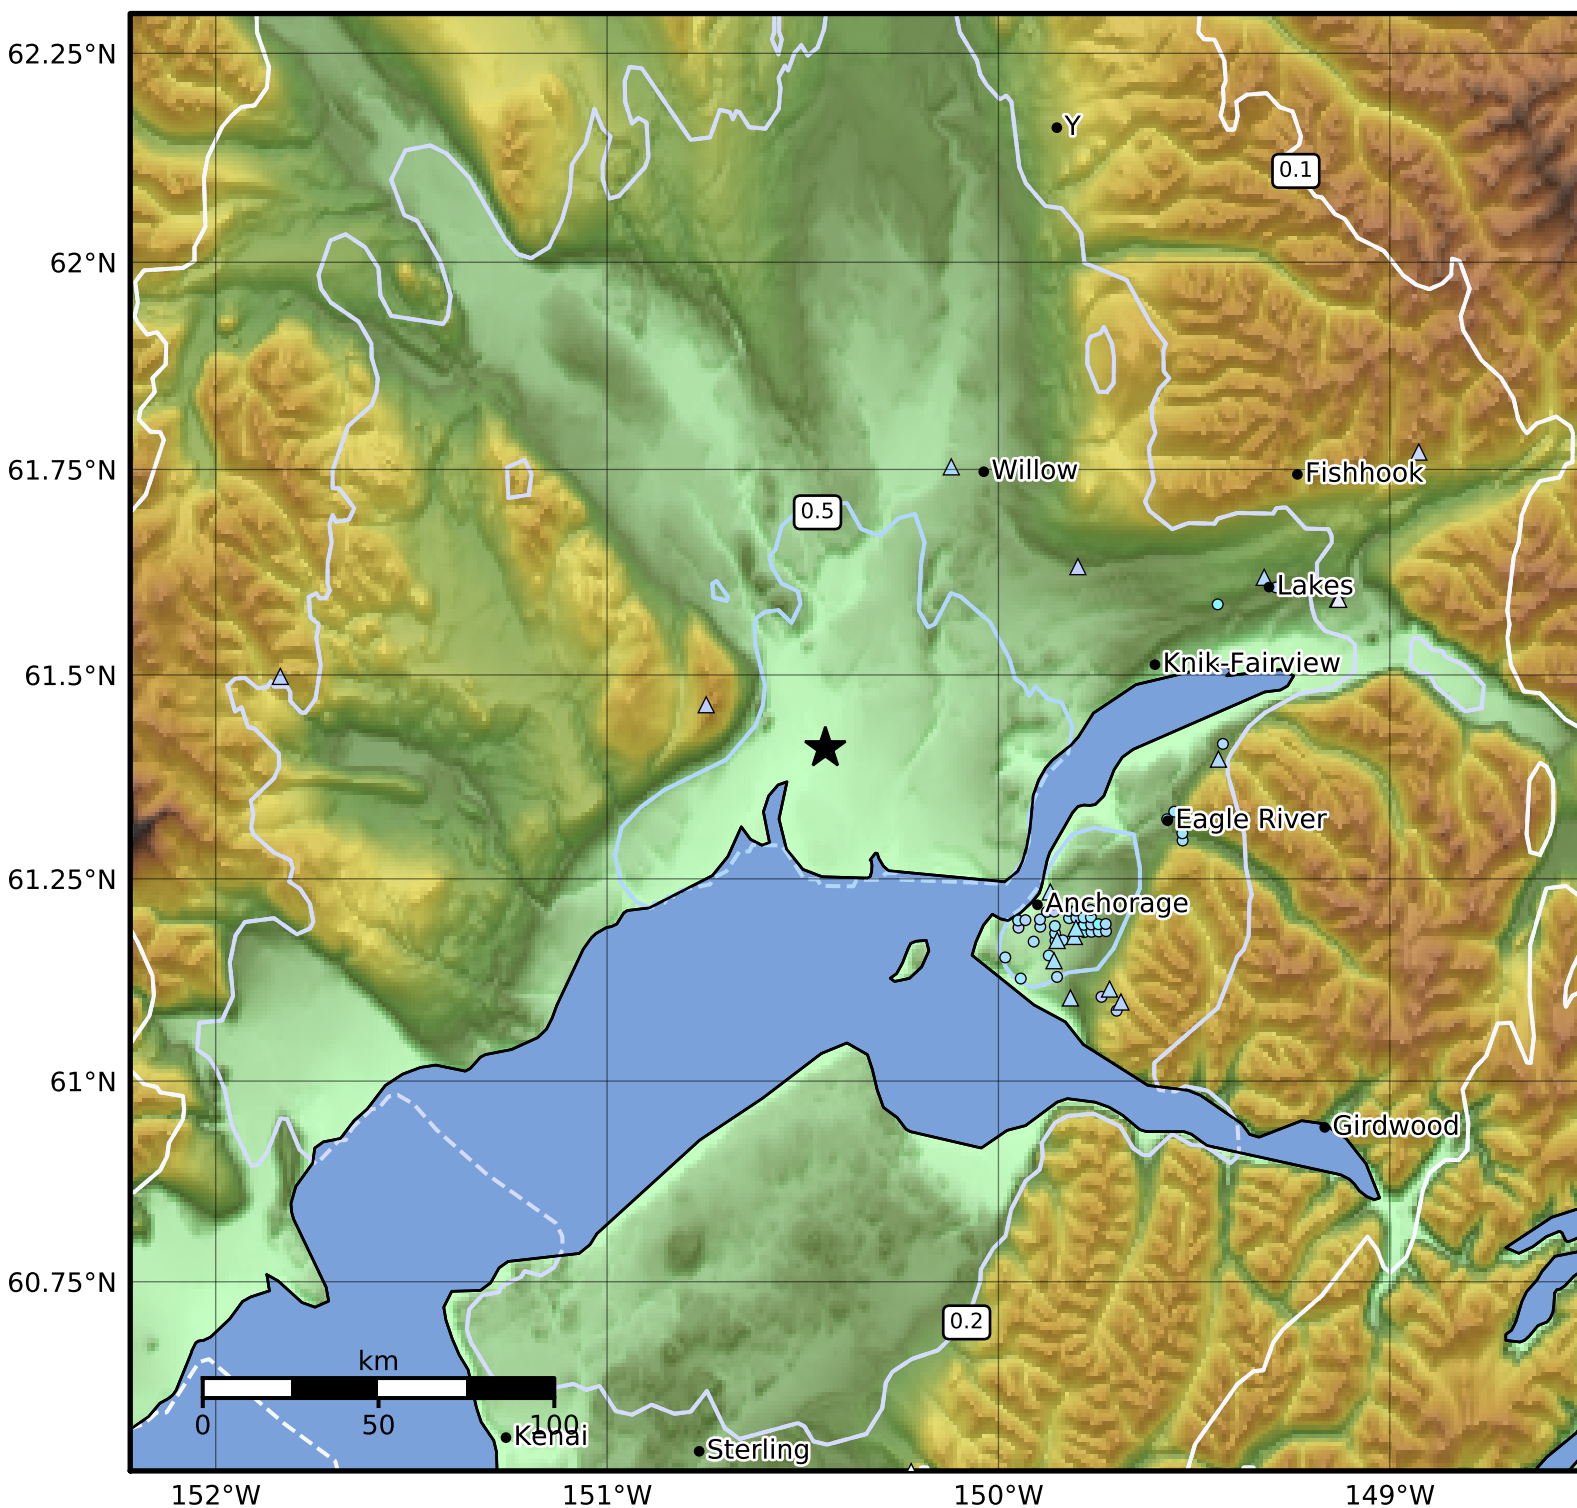 62.25°N
Y
0.1
62°N
61.75°N
Willow
Fishhook
0.5
Lakes
Knik-Fairview
61.5°N
Eagle River
61.25°N
Anchorage
61°N
Girdwood
60.75°N
0.2
km
0 50 100
Kenai
Sterling
152°W 151°W 150°W 149°W